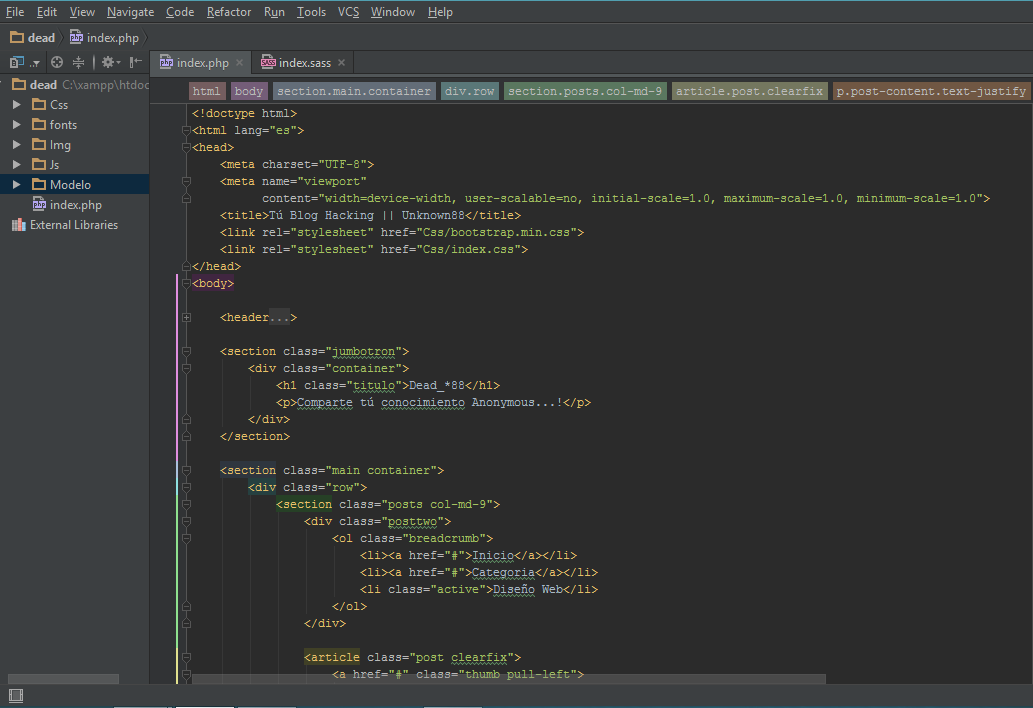 File Edit View Navigate Code Refactor Run Tools VCS Window Help
dead index.php
index.php index.sass
dead C:\xampp\htdoc
Css
fonts
Img
Js
Modelo
index.php
External Libraries
html body section.main.container div.row section.posts.col-md-9 article.post.clearfix p.post-content.text-justify
<!doctype html>
<html lang="es">
<head>
<meta charset="UTF-8">
<meta name="viewport"
content="width=device-width, user-scalable=no, initial-scale=1.0, maximum-scale=1.0, minimum-scale=1.0">
<title>Tú Blog Hacking || Unknown88</title>
<link rel="stylesheet" href="Css/bootstrap.min.css">
<link rel="stylesheet" href="Css/index.css">
</head>
<body>
<header...>
<section class="jumbotron">
<div class="container">
<h1 class="titulo">Dead_*88</h1>
<p>Comparte tú conocimiento Anonymous...!</p>
</div>
</section>
<section class="main container">
<div class="row">
<section class="posts col-md-9">
<div class="posttwo">
<ol class="breadcrumb">
<li><a href="#">Inicio</a></li>
<li><a href="#">Categoria</a></li>
<li class="active">Diseño Web</li>
</ol>
</div>
<article class="post clearfix">
<a href="#" class="thumb pull-left">